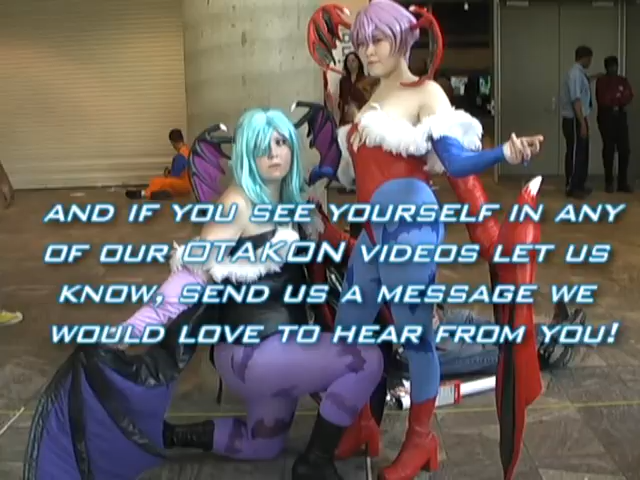 AND IF YOU SEE YOURSELF IN ANY
OF OUR OTAKON VIDEOS LET US
KNOW, SEND US A MESSAGE WE
WOULD LOVE TO HEAR FROM YOU!